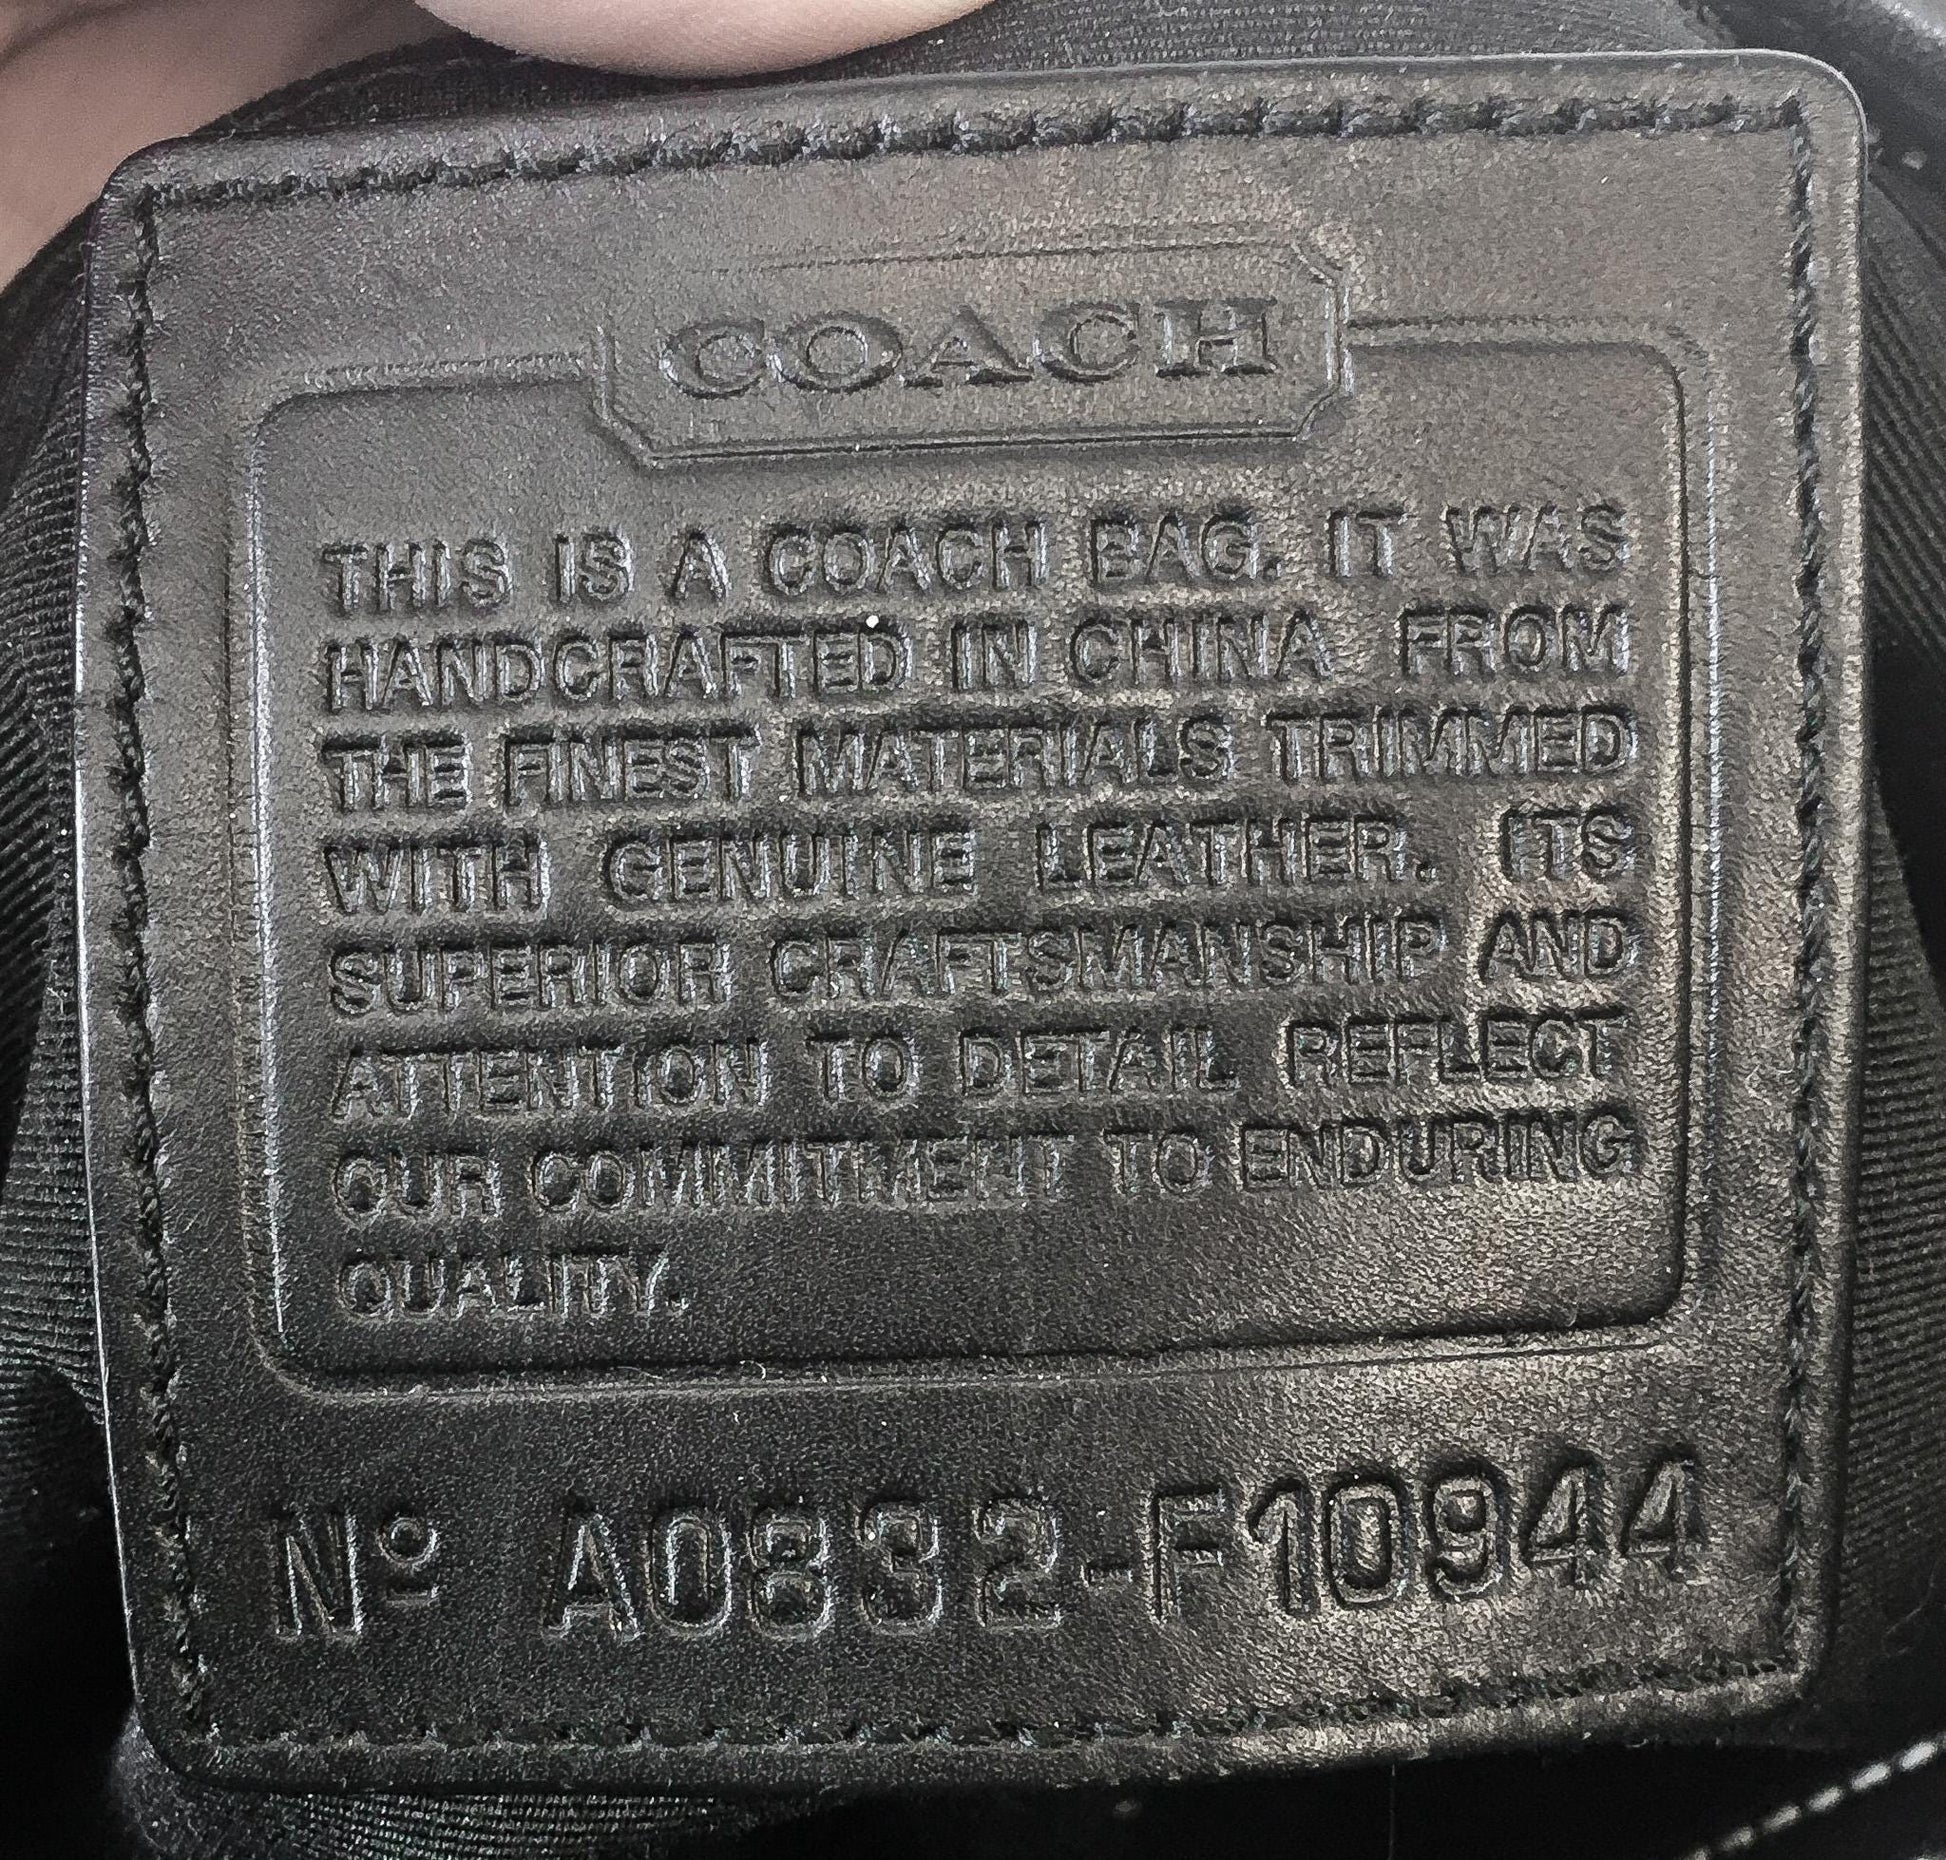 COACH
THIS IS A COACH BAG. IT WAS
HANDCRAFTED IN CHINA FROM
THE FINEST MATERIALS TRIMMED
WITH GENUINE LEATHER. ITS
SUPERIOR CRAFTSMANSHIP AND
ATTENTION TO DETAIL REFLECT
OUR COMMITMENT TO ENDURING
QUALITY.
Nº A0832-F10944